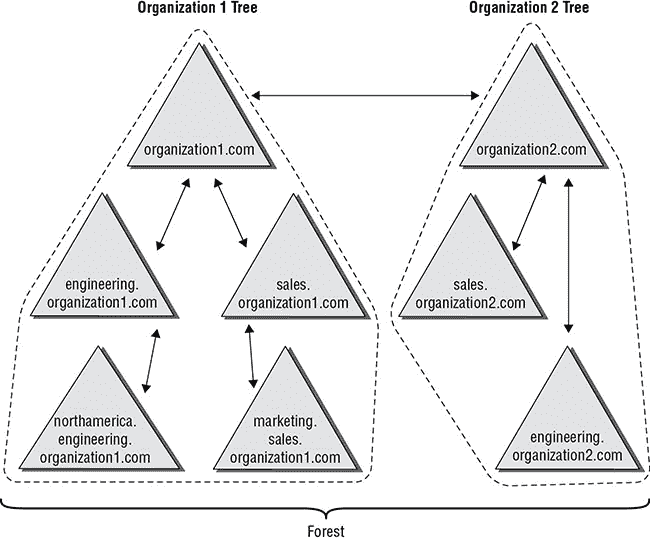 Organization 1 Tree
Organization 2 Tree
organization1.com
organization2.com
engineering.
organization1.com
sales.
organization1.com
sales.
organization2.com
northamerica.
engineering.
organization1.com
marketing.
sales.
organization1.com
engineering.
organization2.com
Forest